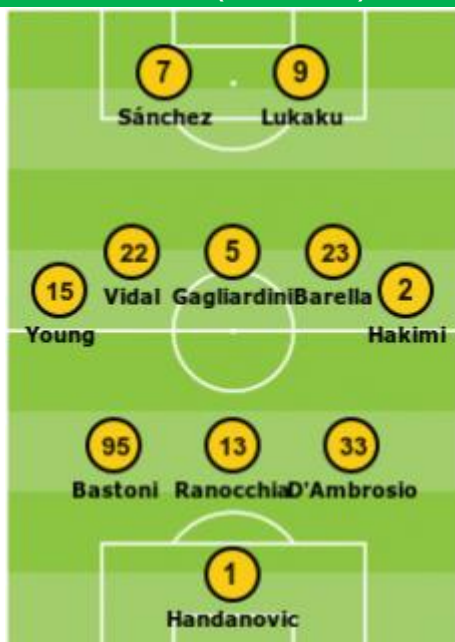 7 9
Sánchez Lukaku
22 5 23
15 2
Vidal Gagliardini Barella
Young Hakimi
95 13 33
Bastoni Ranocchia D'Ambrosio
1
Handanovic